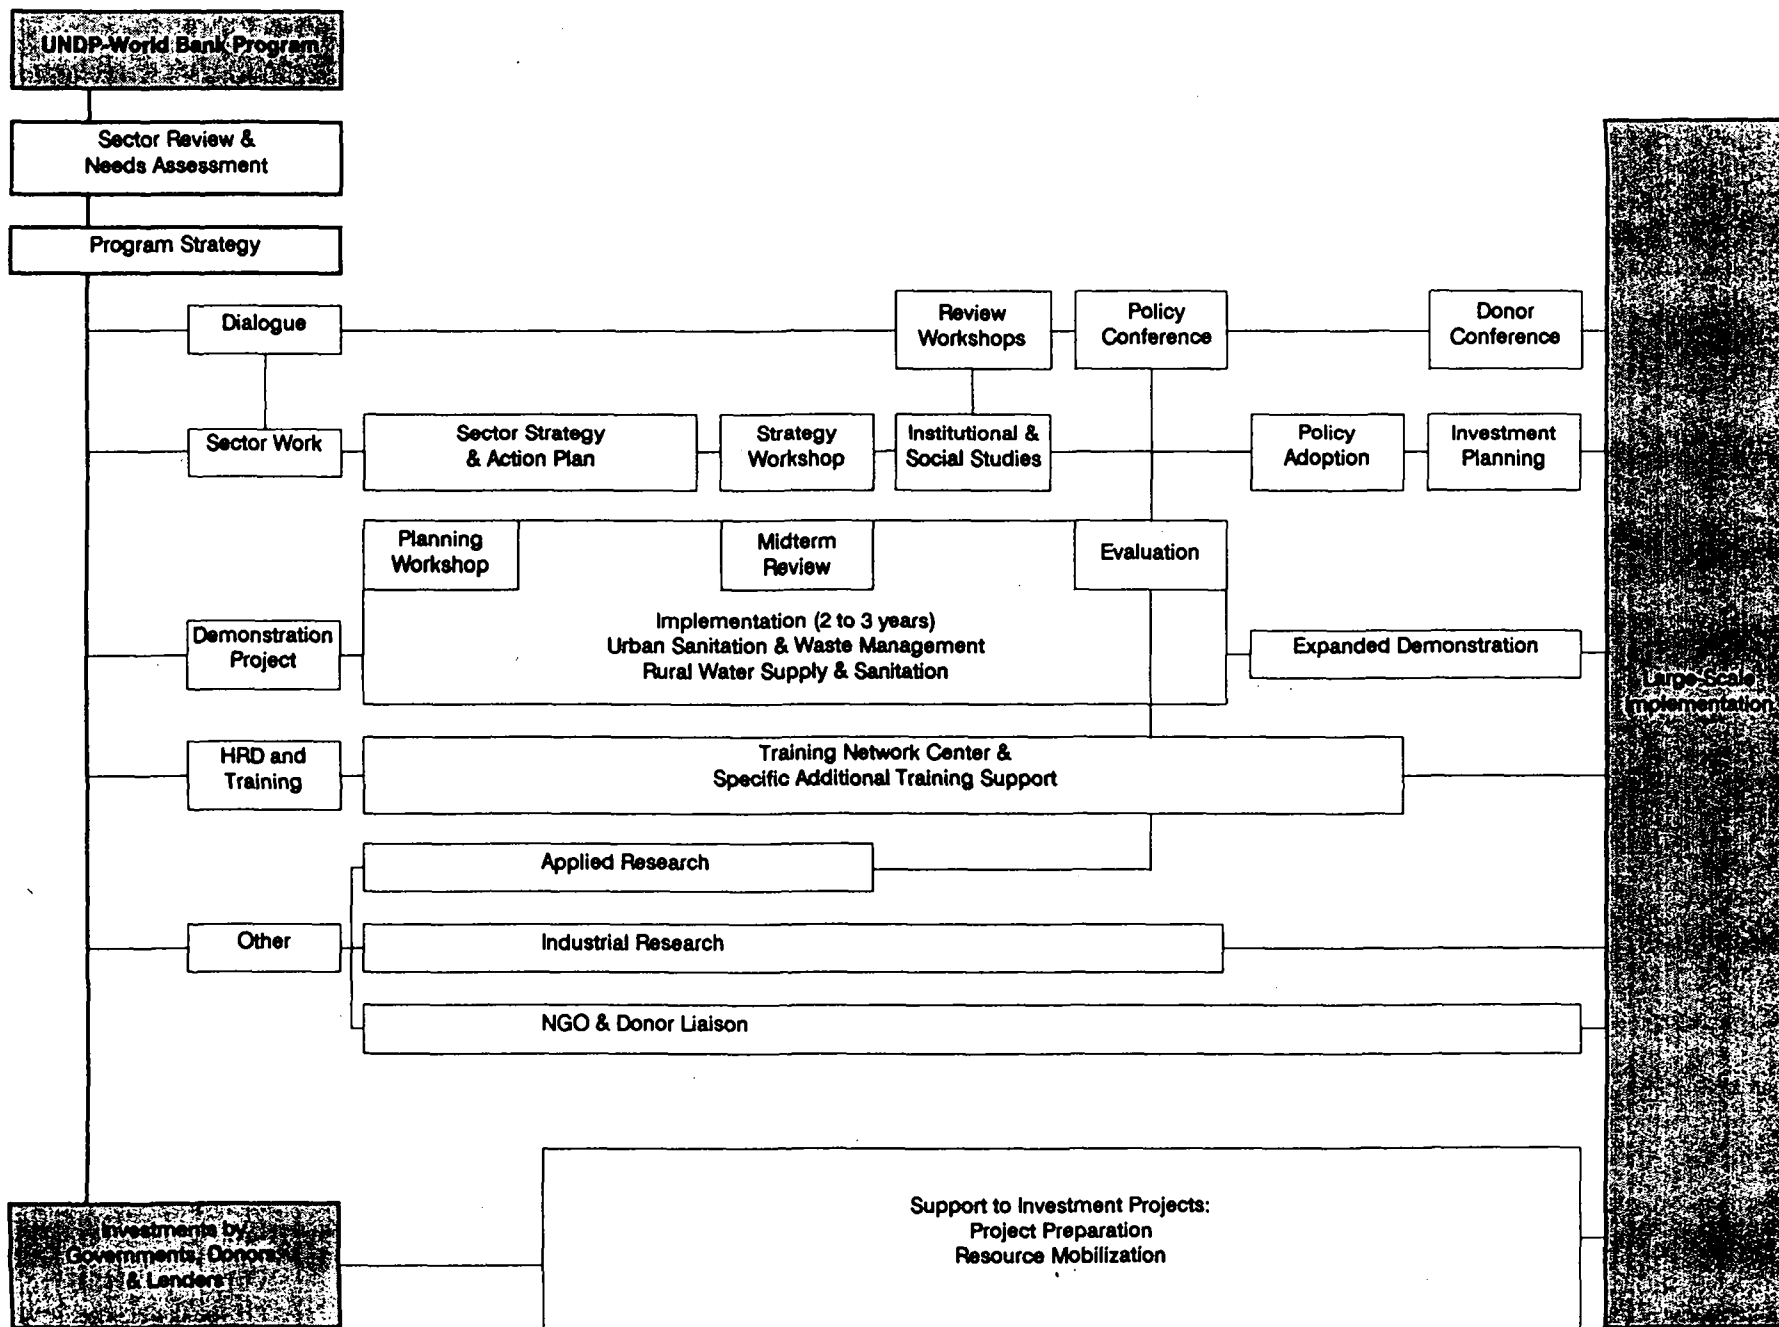 UNDP-World Bank Program
Sector Review &
Needs Assessment
Program Strategy
Dialogue
Review
Workshops
Policy
Conference
Donor
Conference
Sector Work
Sector Strategy
& Action Plan
Strategy
Workshop
Institutional &
Social Studies
Policy
Adoption
Investment
Planning
Planning
Workshop
Midterm
Review
Evaluation
Demonstration
Project
Implementation (2 to 3 years)
Urban Sanitation & Waste Management
Rural Water Supply & Sanitation
Expanded Demonstration
Large-Scale
Implementation
HRD and
Training
Training Network Center &
Specific Additional Training Support
Applied Research
Other
Industrial Research
NGO & Donor Liaison
Investments by
Governments, Donors
& Lenders
Support to Investment Projects:
Project Preparation
Resource Mobilization